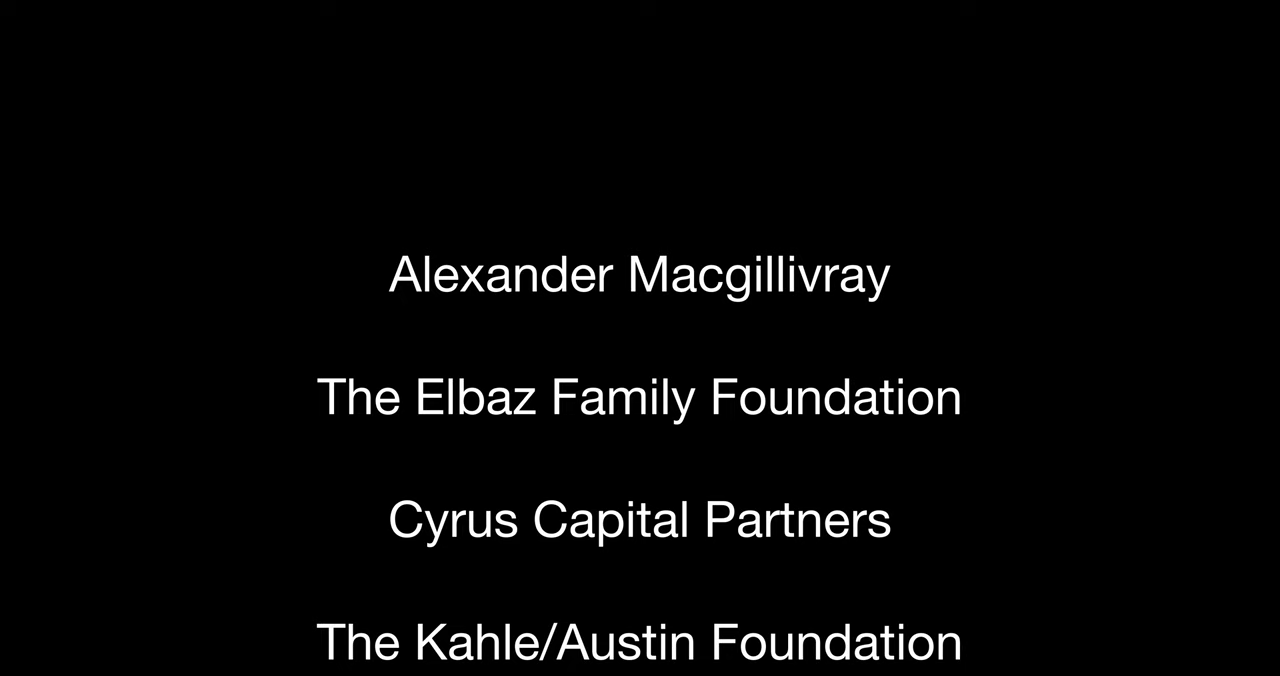 Alexander Macgillivray
The Elbaz Family Foundation
Cyrus Capital Partners
The Kahle/Austin Foundation